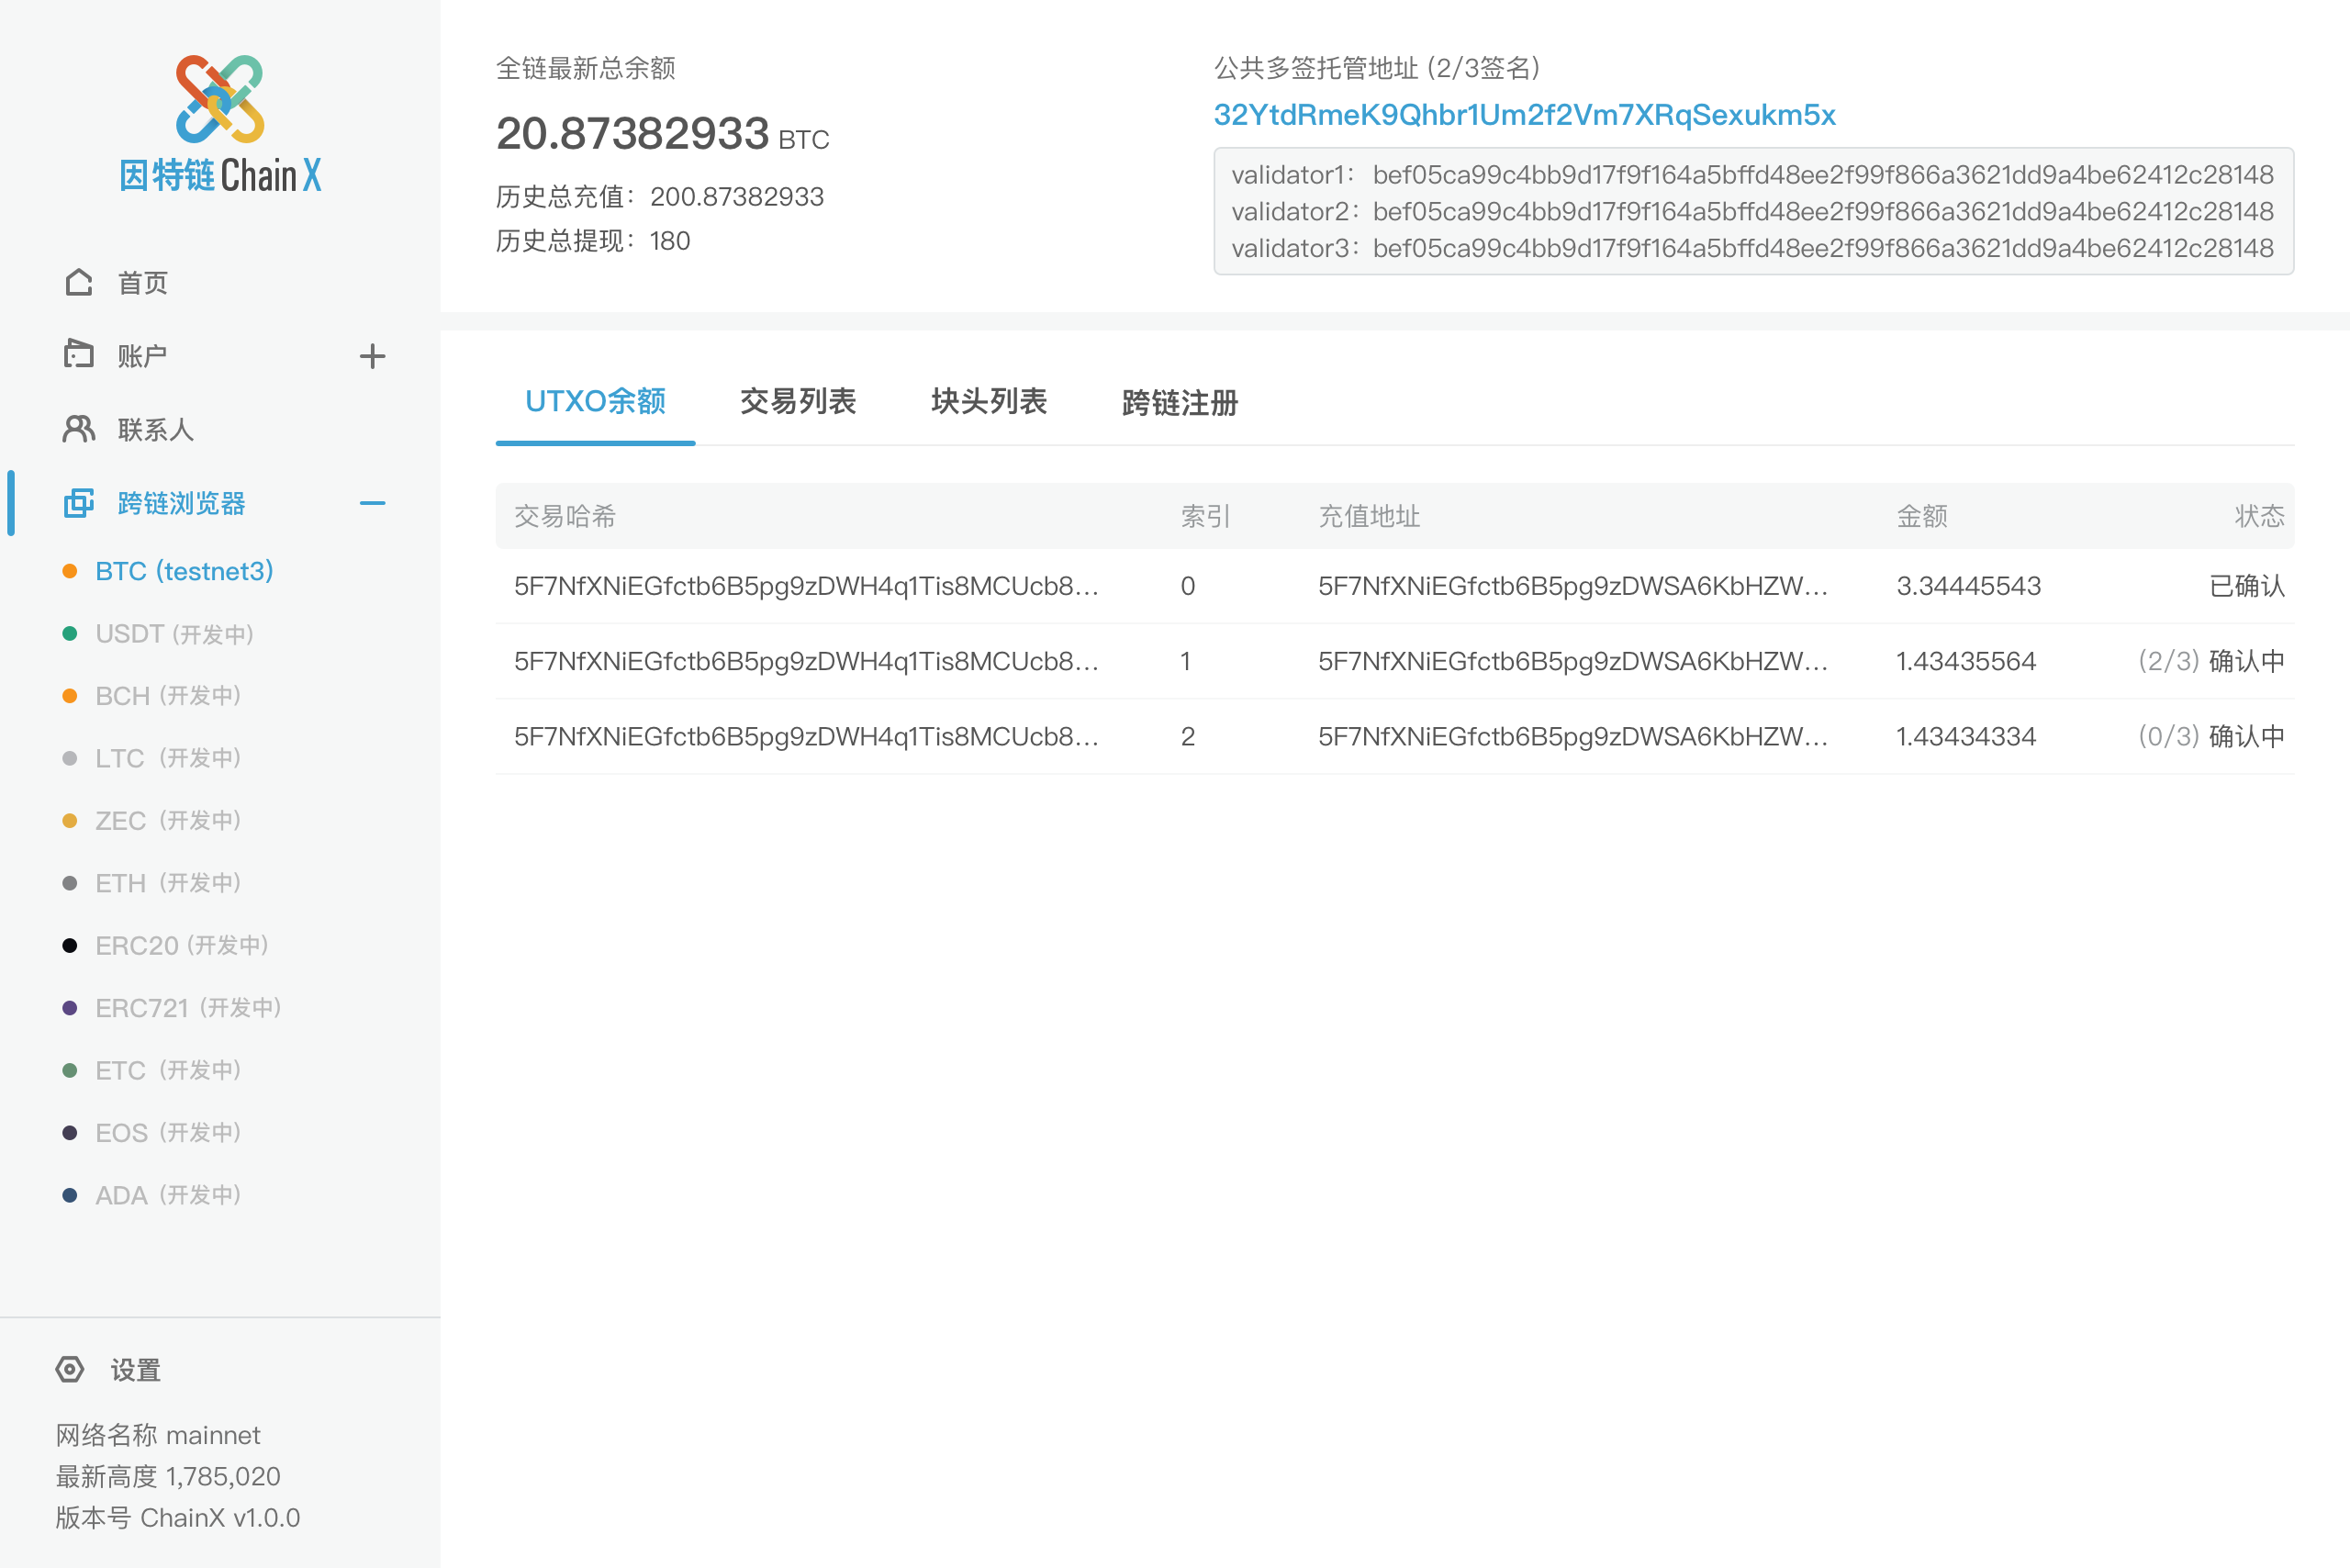 因特链 ChainX
首页
账户
联系人
跨链浏览器
BTC (testnet3)
USDT (开发中)
BCH (开发中)
LTC (开发中)
ZEC (开发中)
ETH (开发中)
ERC20 (开发中)
ERC721 (开发中)
ETC (开发中)
EOS (开发中)
ADA (开发中)
设置
网络名称 mainnet
最新高度 1,785,020
版本号 ChainX v1.0.0
全链最新总余额
20.87382933 BTC
历史总充值：200.87382933
历史总提现：180
公共多签托管地址 (2/3签名)
32YtdRmeK9Qhbr1Um2f2Vm7XRqSexukm5x
validator1：bef05ca99c4bb9d17f9f164a5bffd48ee2f99f866a3621dd9a4be62412c28148
validator2：bef05ca99c4bb9d17f9f164a5bffd48ee2f99f866a3621dd9a4be62412c28148
validator3：bef05ca99c4bb9d17f9f164a5bffd48ee2f99f866a3621dd9a4be62412c28148
UTXO余额 交易列表 块头列表 跨链注册
交易哈希 索引 充值地址 金额 状态
5F7NfXNiEGfctb6B5pg9zDWH4q1Tis8MCUcb8... 0 5F7NfXNiEGfctb6B5pg9zDWSA6KbHZW... 3.34445543 已确认
5F7NfXNiEGfctb6B5pg9zDWH4q1Tis8MCUcb8... 1 5F7NfXNiEGfctb6B5pg9zDWSA6KbHZW... 1.43435564 (2/3) 确认中
5F7NfXNiEGfctb6B5pg9zDWH4q1Tis8MCUcb8... 2 5F7NfXNiEGfctb6B5pg9zDWSA6KbHZW... 1.43434334 (0/3) 确认中